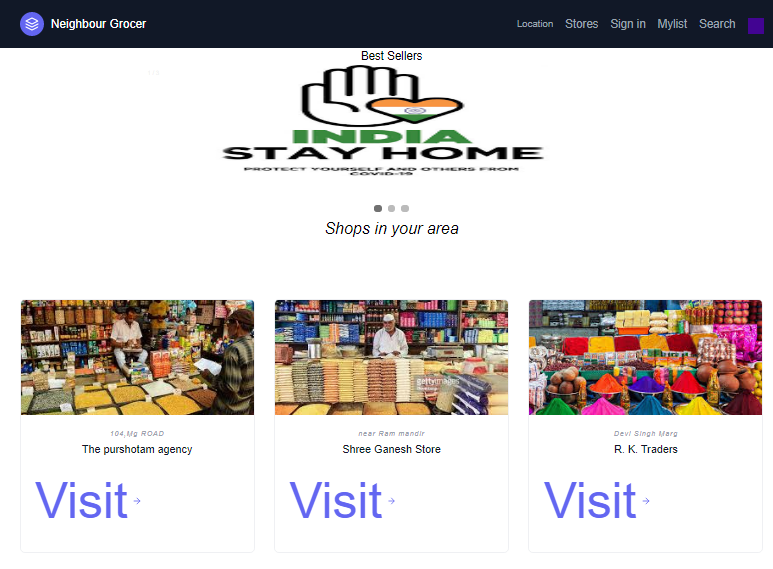 Neighbour Grocer
Location Stores Sign in Mylist Search
Best Sellers
INDIA
STAY HOME
PROTECT YOURSELF AND OTHERS FROM
COVID-19
Shops in your area
gettyimages
104,Mg ROAD
The purshotam agency
Visit →
near Ram mandir
Shree Ganesh Store
Visit →
Devi Singh Marg
R. K. Traders
Visit →